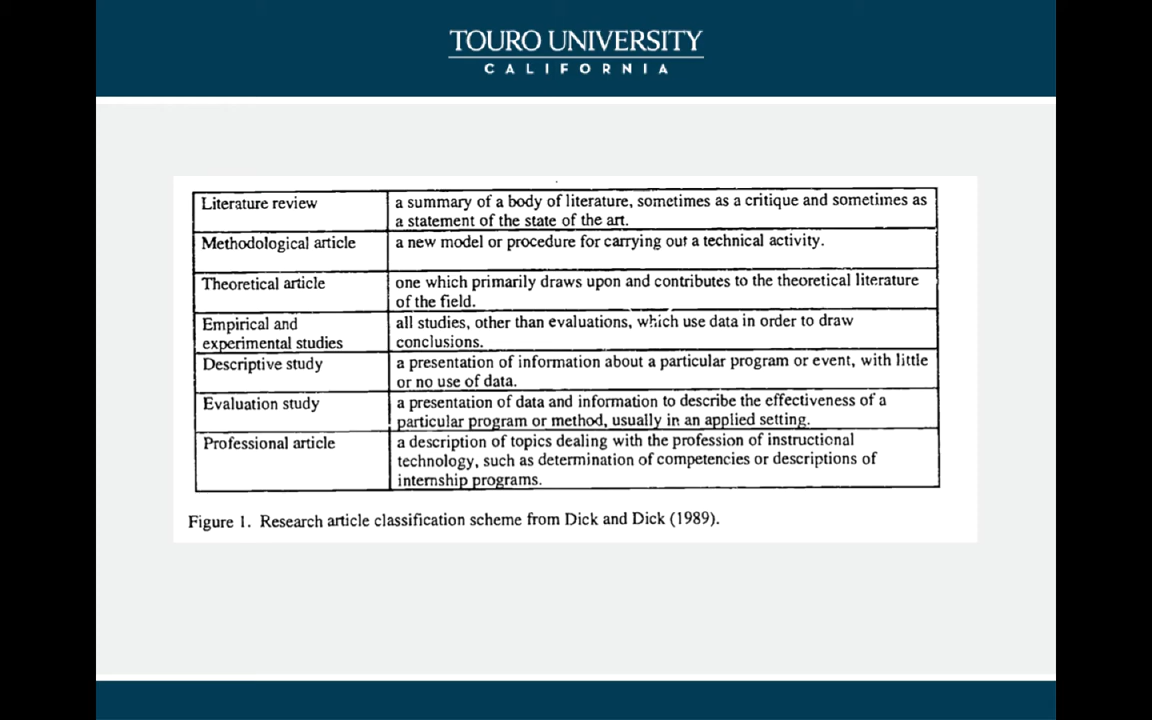 TOURO UNIVERSITY
CALIFORNIA
Literature review
a summary of a body of literature, sometimes as a critique and sometimes as
a statement of the state of the art.
Methodological article
a new model or procedure for carrying out a technical activity.
Theoretical article
one which primarily draws upon and contributes to the theoretical literature
of the field.
Empirical and
experimental studies
all studies, other than evaluations, which use data in order to draw
conclusions.
Descriptive study
a presentation of information about a particular program or event, with little
or no use of data.
Evaluation study
a presentation of data and information to describe the effectiveness of a
particular program or method, usually in an applied setting.
Professional article
a description of topics dealing with the profession of instructional
technology, such as determination of competencies or descriptions of
internship programs.
Figure 1. Research article classification scheme from Dick and Dick (1989).